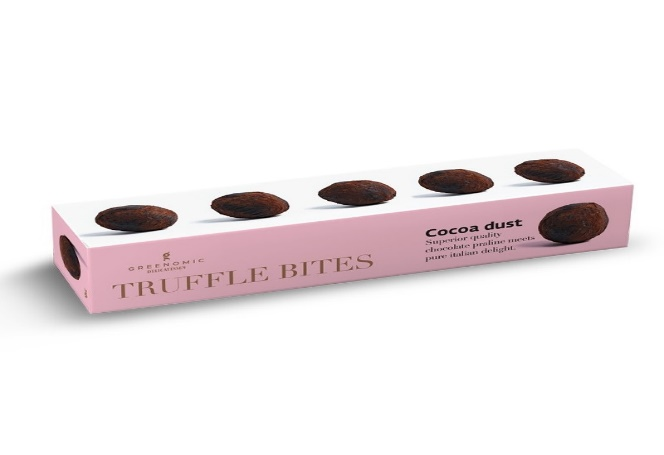 GREENOMIC
TRUFFLE BITES
Cocoa dust
Superior quality
chocolate praline meets
pure italian delight.